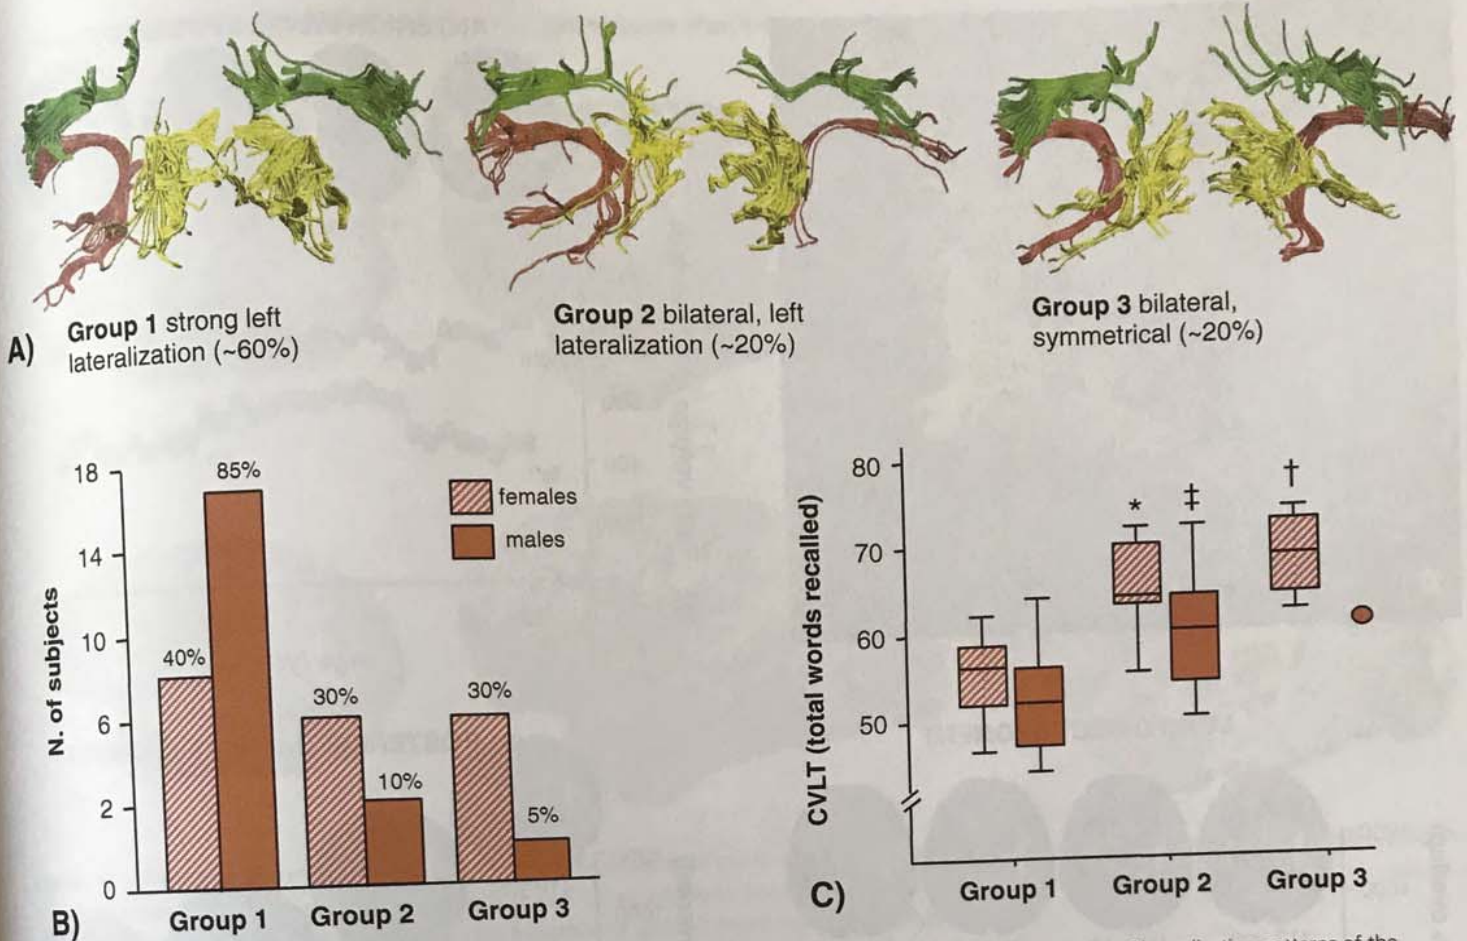 Group 1 strong left
lateralization (~60%)
Group 2 bilateral, left
lateralization (~20%)
Group 3 bilateral,
symmetrical (~20%)
A)
18
14
10
6
2
0
N. of subjects
40%
85%
30%
10%
30%
5%
females
males
Group 1
Group 2
Group 3
B)
80
70
60
50
CVLT (total words recalled)
*
‡
†
Group 1
Group 2
Group 3
C)
of the